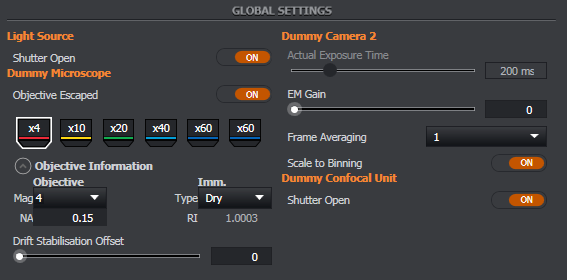 GLOBAL SETTINGS
Light Source
Shutter Open ON
Dummy Microscope
Objective Escaped ON
x4 x10 x20 x40 x60 x60
Objective Information
Objective Imm.
Mag 4 Type Dry
NA 0.15 RI 1.0003
Drift Stabilisation Offset
0
Dummy Camera 2
Actual Exposure Time
200 ms
EM Gain
0
Frame Averaging 1
Scale to Binning ON
Dummy Confocal Unit
Shutter Open ON